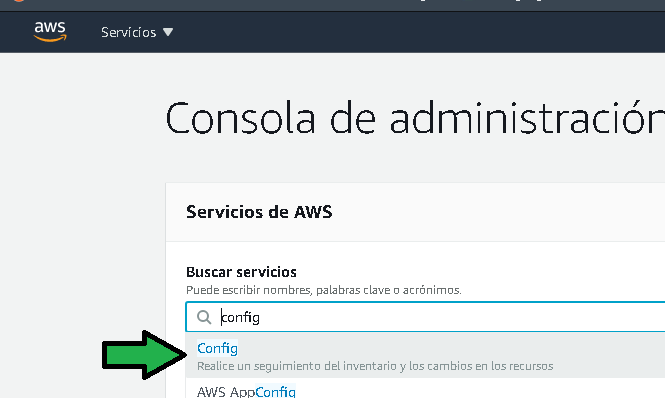 aws
Servicios ▼
Consola de administración
Servicios de AWS
Buscar servicios
Puede escribir nombres, palabras clave o acrónimos.
config
Config
Realice un seguimiento del inventario y los cambios en los recursos
AWS AppConfig